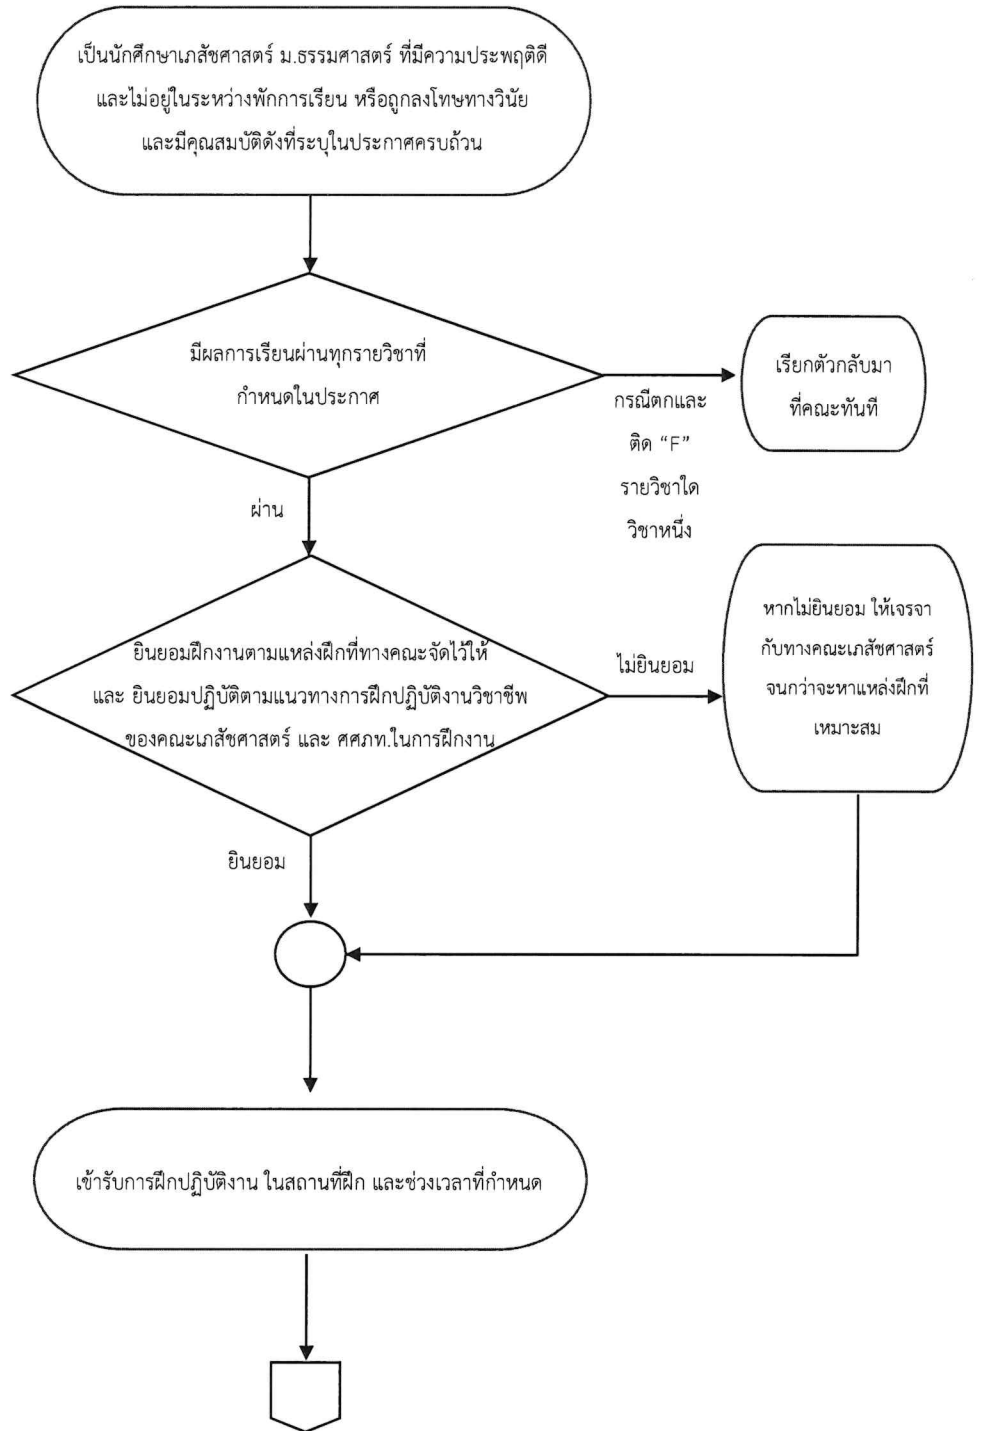 เป็นนักศึกษาเภสัชศาสตร์ ม.ธรรมศาสตร์ ที่มีความประพฤติดี
และไม่อยู่ในระหว่างพักการเรียน หรือถูกลงโทษทางวินัย
และมีคุณสมบัติดังที่ระบุในประกาศครบถ้วน
มีผลการเรียนผ่านทุกรายวิชาที่
กำหนดในประกาศ
กรณีตกและ
ติด “F”
รายวิชาใด
วิชาหนึ่ง
เรียกตัวกลับมา
ที่คณะทันที
ผ่าน
ยินยอมฝึกงานตามแหล่งฝึกที่ทางคณะจัดไว้ให้
และ ยินยอมปฏิบัติตามแนวทางการฝึกปฏิบัติงานวิชาชีพ
ของคณะเภสัชศาสตร์ และ ศศภท.ในการฝึกงาน
ไม่ยินยอม
หากไม่ยินยอม ให้เจรจา
กับทางคณะเภสัชศาสตร์
จนกว่าจะหาแหล่งฝึกที่
เหมาะสม
ยินยอม
เข้ารับการฝึกปฏิบัติงาน ในสถานที่ฝึก และช่วงเวลาที่กำหนด